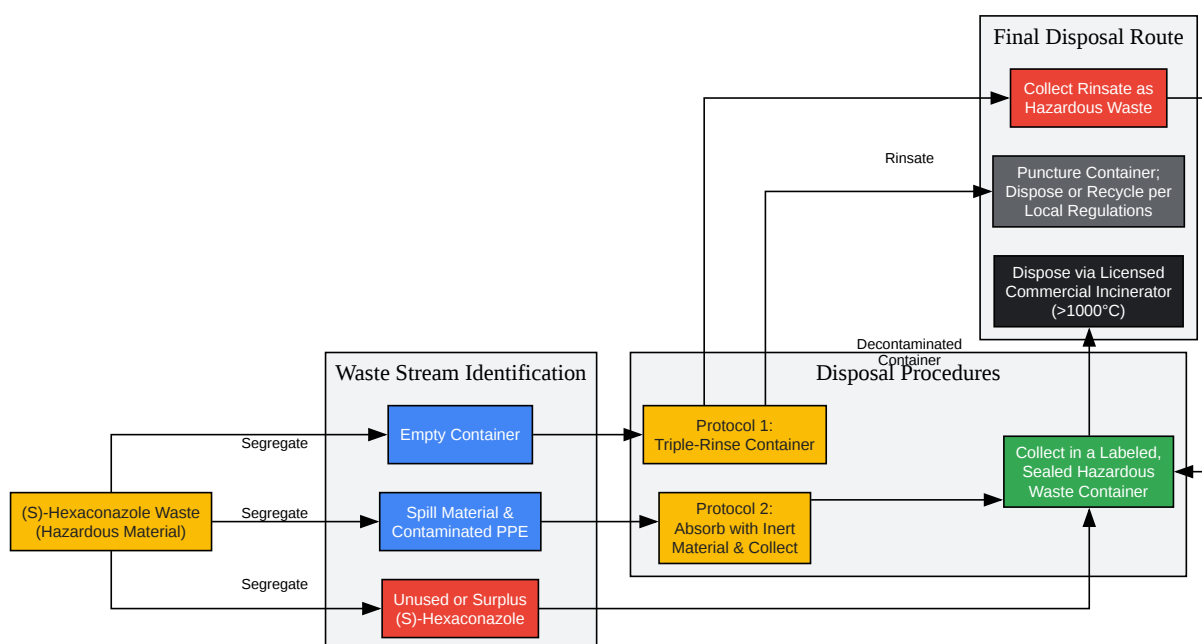 Final Disposal Route
Collect Rinsate as
Hazardous Waste
Rinsate
Puncture Container;
Dispose or Recycle per
Local Regulations
Dispose via Licensed
Commercial Incinerator
(>1000°C)
Decontaminated
Container
Waste Stream Identification
Disposal Procedures
Segregate
Empty Container
Protocol 1:
Triple-Rinse Container
Collect in a Labeled,
Sealed Hazardous
Waste Container
(S)-Hexaconazole Waste
(Hazardous Material)
Segregate
Spill Material &
Contaminated PPE
Protocol 2:
Absorb with Inert
Material & Collect
Segregate
Unused or Surplus
(S)-Hexaconazole